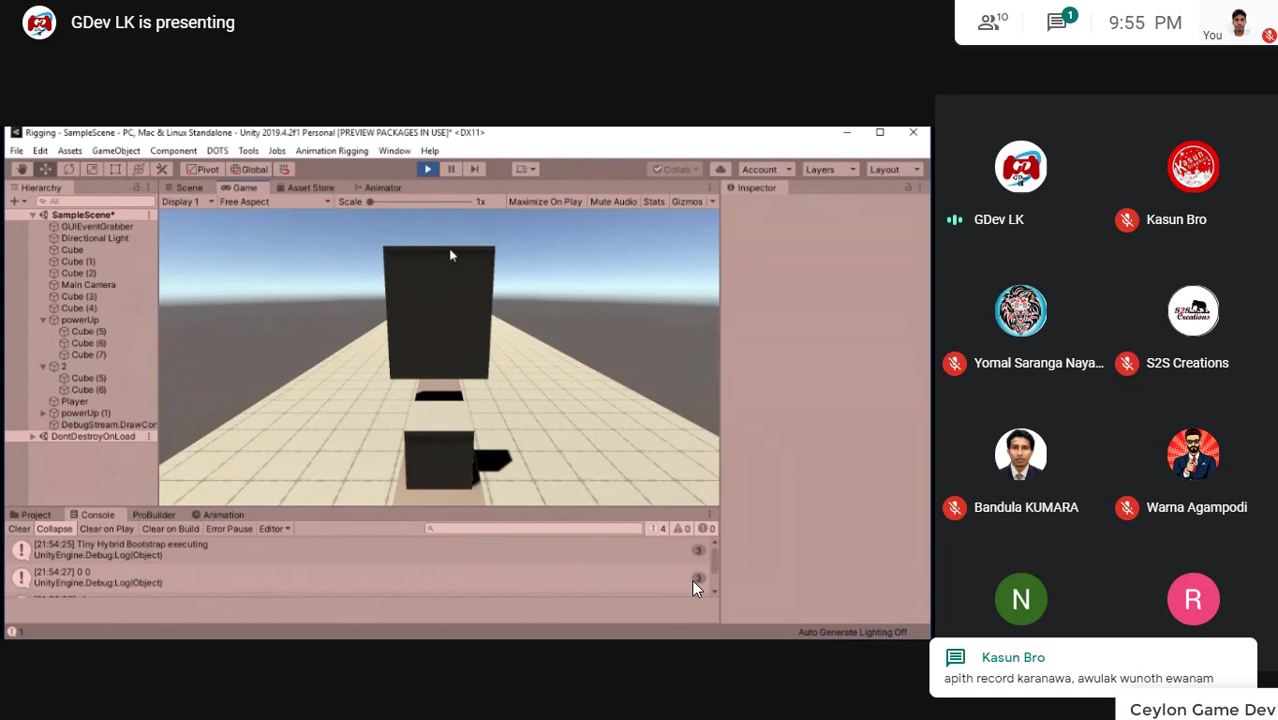 GDev LK is presenting
10
1
9:55 PM
You
Rigging - SampleScene - PC, Mac & Linux Standalone - Unity 2019.4.2f1 Personal [PREVIEW PACKAGES IN USE]* <DX11>
File Edit Assets GameObject Component DOTS Tools Jobs Animation Rigging Window Help
Pivot Global Collab Account Layers Layout
Hierarchy Scene Game Asset Store Animator Inspector
All Display 1 Free Aspect Scale 1x Maximize On Play Mute Audio Stats Gizmos
SampleScene*
GUIEventGrabber
Directional Light
Cube
Cube (1)
Cube (2)
Main Camera
Cube (3)
Cube (4)
powerUp
Cube (5)
Cube (6)
Cube (7)
2
Cube (5)
Cube (6)
Player
powerUp (1)
DebugStream.DrawCor
DontDestroyOnLoad
Project Console ProBuilder Animation
Clear Collapse Clear on Play Clear on Build Error Pause Editor 4 0 0
[21:54:25] Tiny Hybrid Bootstrap executing
UnityEngine.Debug:Log(Object)
3
[21:54:27] 0 0
UnityEngine.Debug:Log(Object)
1
Auto Generate Lighting Off
GDev LK
Kasun Bro
Yomal Saranga Naya...
S2S Creations
Bandula KUMARA
Warna Agampodi
N
R
Kasun Bro
apith record karanawa, awulak wunoth ewanam
Ceylon Game Dev